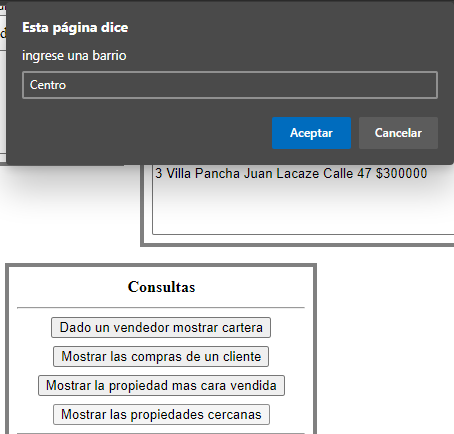 Esta página dice
ingrese una barrio
Centro
Aceptar
Cancelar
3 Villa Pancha Juan Lacaze Calle 47 $300000
Consultas
Dado un vendedor mostrar cartera
Mostrar las compras de un cliente
Mostrar la propiedad mas cara vendida
Mostrar las propiedades cercanas